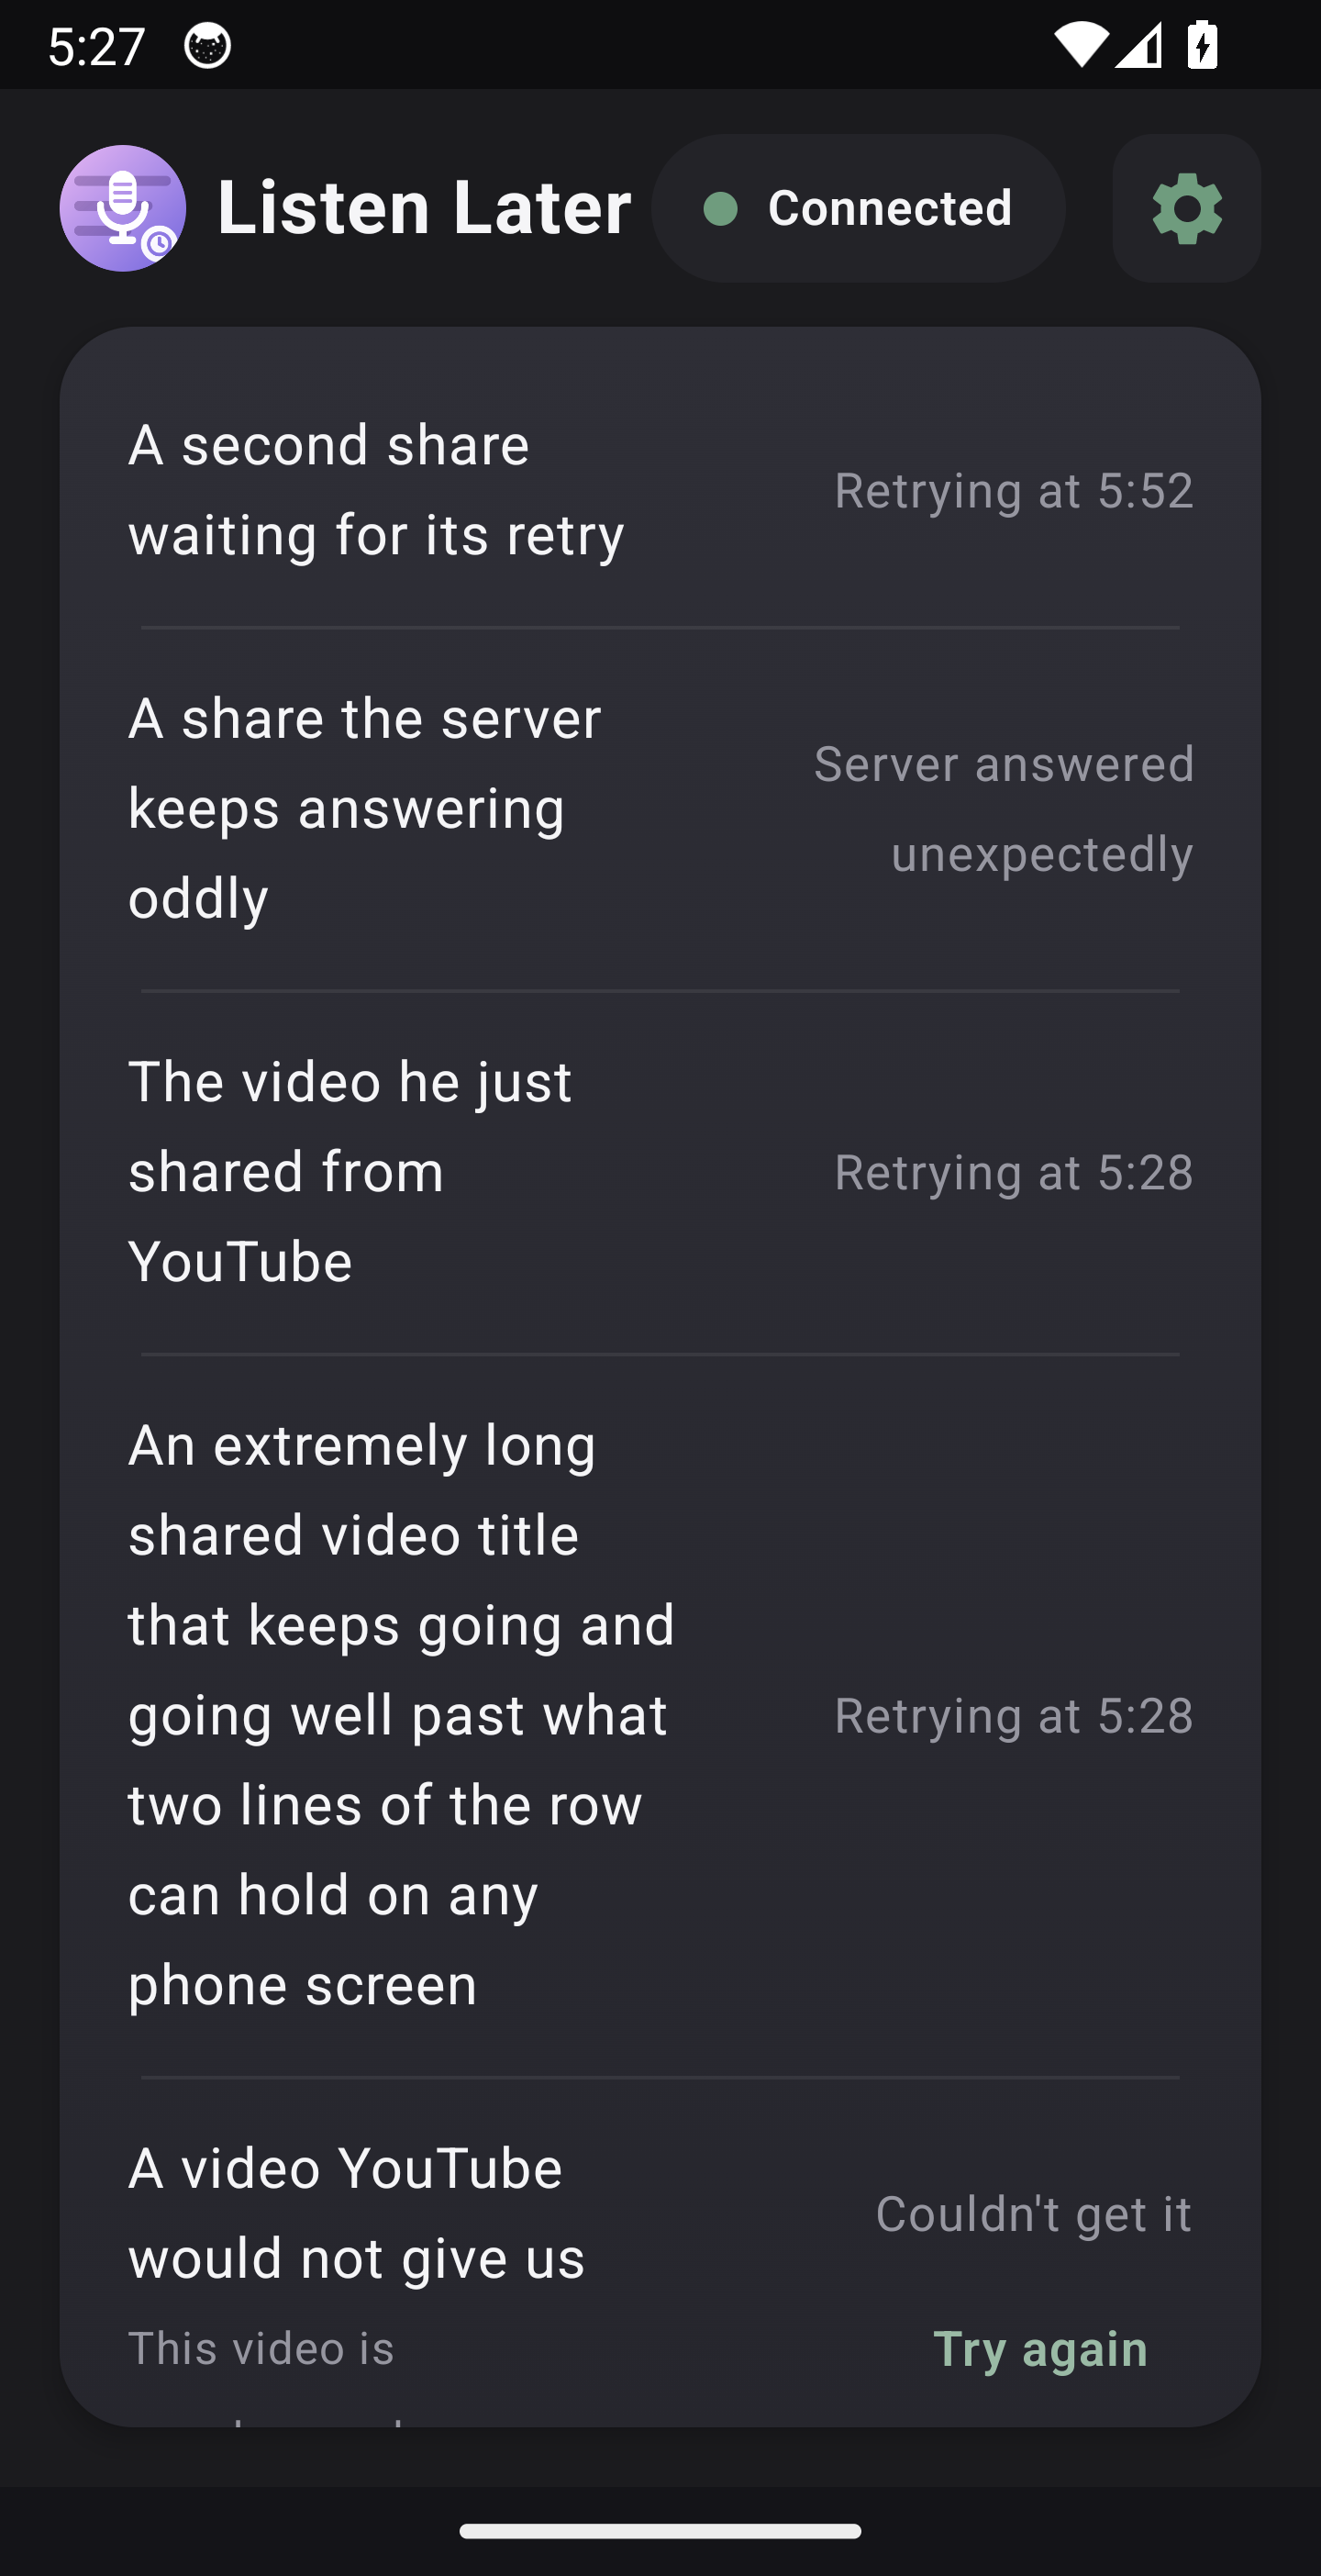 5:27
Listen Later
Connected
A second share
waiting for its retry
Retrying at 5:52
A share the server
keeps answering
oddly
Server answered
unexpectedly
The video he just
shared from
YouTube
Retrying at 5:28
An extremely long
shared video title
that keeps going and
going well past what
two lines of the row
can hold on any
phone screen
Retrying at 5:28
A video YouTube
would not give us
Couldn't get it
This video is
Try again